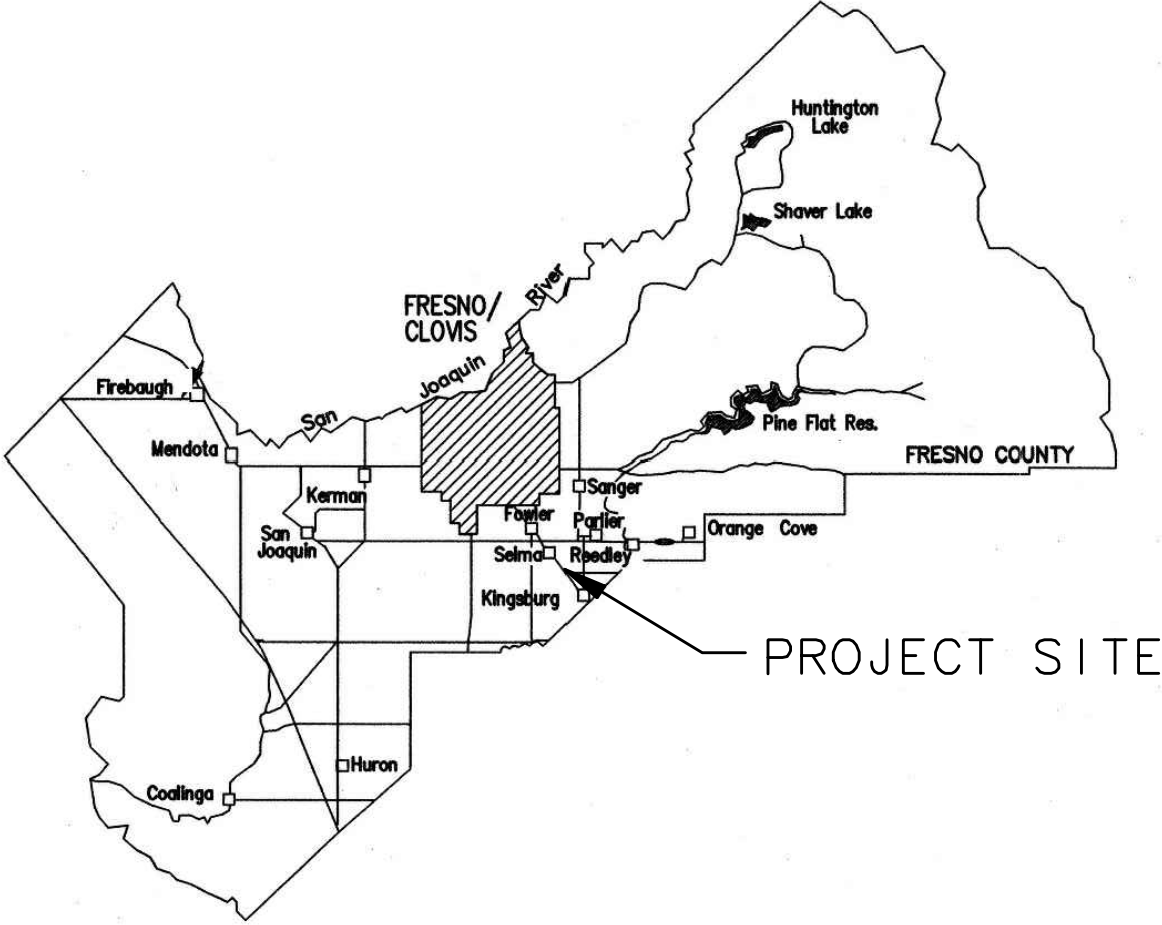 Huntington
Lake
Shaver Lake
River
FRESNO/
CLOVIS
Joaquin
San
Firebaugh
Pine Flat Res.
Mendota
FRESNO COUNTY
Kerman
Sanger
Fowler
Parlier
Orange Cove
San
Joaquin
Selma
Reedley
Kingsburg
PROJECT SITE
Huron
Coalinga